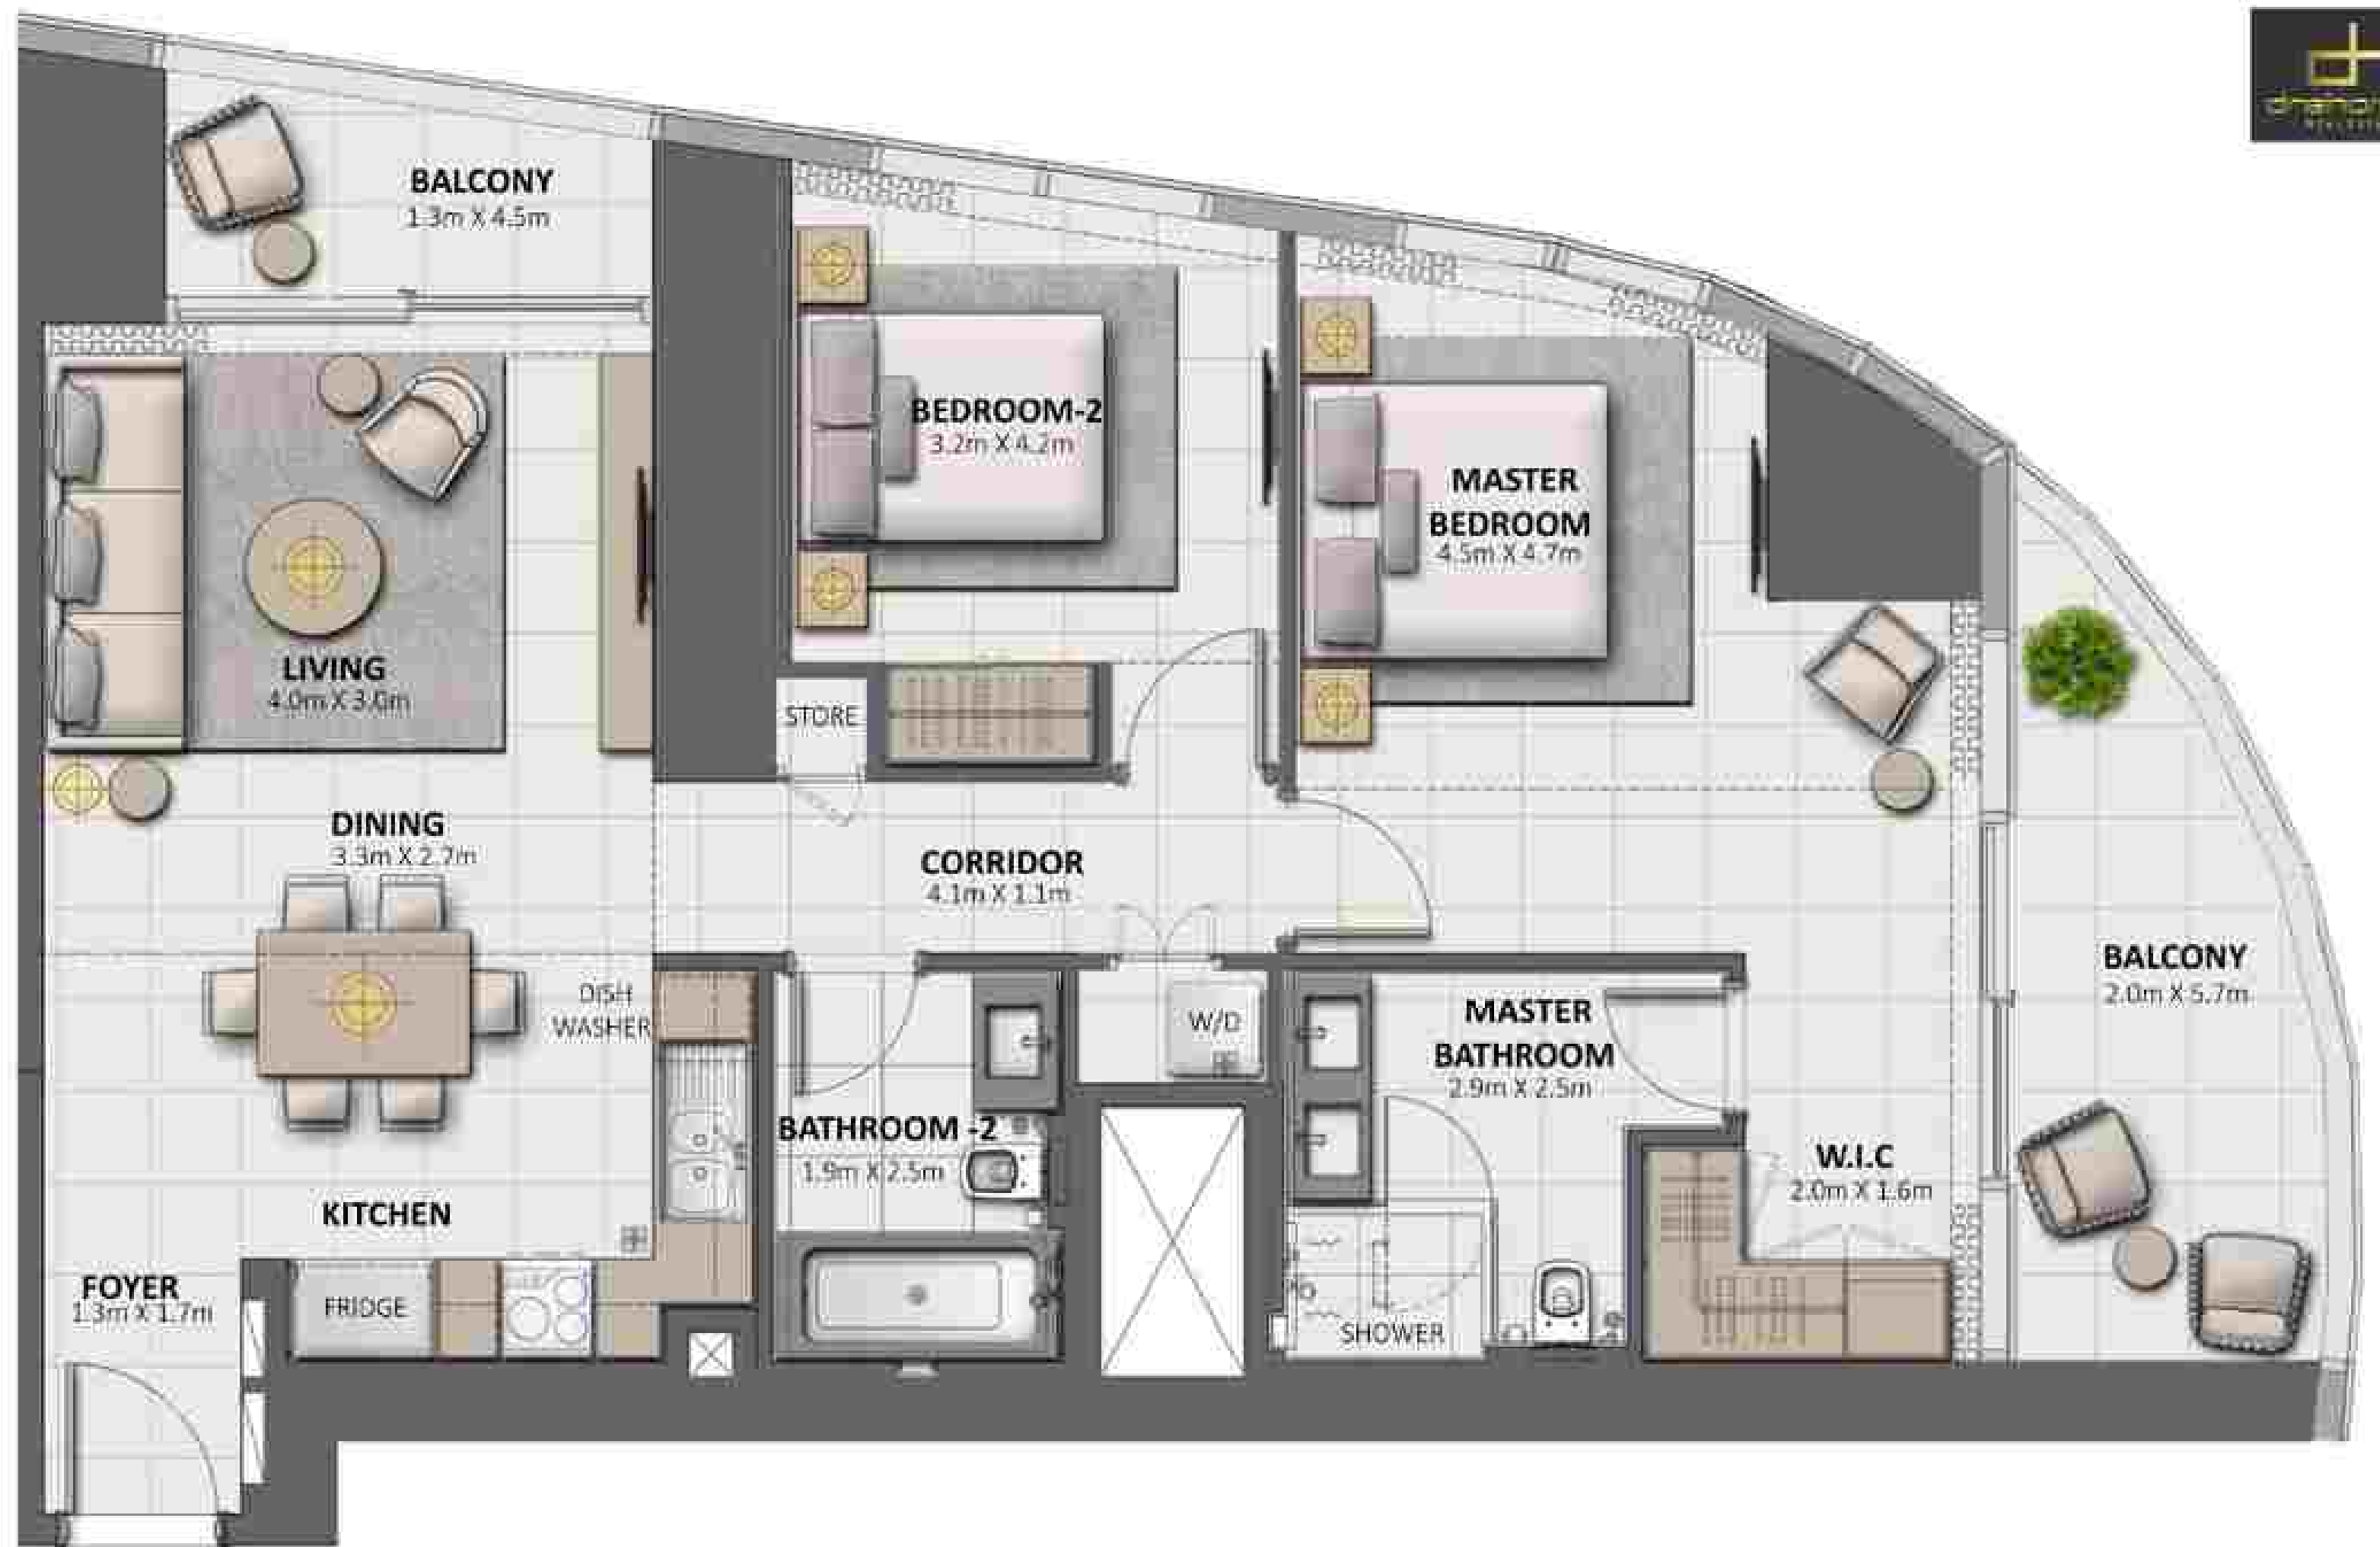 BALCONY
1.3m X 4.5m
BEDROOM-2
3.2m X 4.2m
MASTER
BEDROOM
4.5m X 4.7m
LIVING
4.0m X 3.0m
STORE
DINING
3.3m X 2.7m
CORRIDOR
4.1m X 1.1m
DISH
WASHER
W/D
MASTER
BATHROOM
2.9m X 2.5m
BALCONY
2.0m X 5.7m
BATHROOM -2
1.9m X 2.5m
W.I.C
2.0m X 1.6m
KITCHEN
FOYER
1.3m X 1.7m
FRIDGE
SHOWER